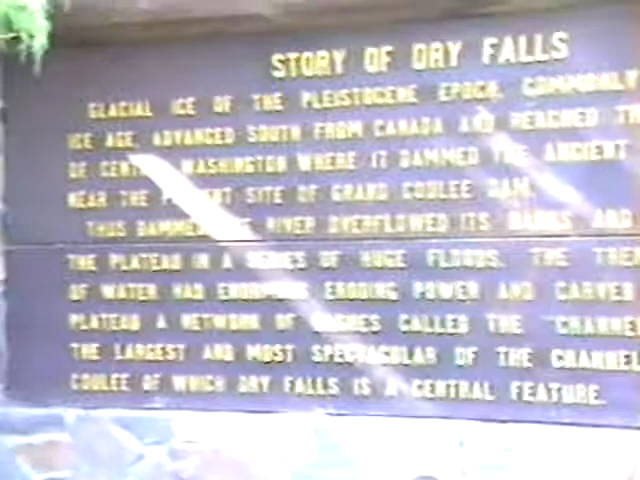 STORY OF DRY FALLS
GLACIAL ICE OF THE PLEISTOCENE EPOCH, COMMONLY
ICE AGE, ADVANCED SOUTH FROM CANADA AND REACHED
OF WASHINGTON WHERE IT DAMMED THE ANCIENT
NEAR THE SITE OF GRAND COULEE DAM.
THUS DAMMED RIVER OVERFLOWED ITS BANKS AND
THE PLATEAU IN A SERIES OF HUGE FLOODS. THE
OF WATER HAD ENORMOUS ERODING POWER AND CARVED
PLATEAU A NETWORK OF GORGES CALLED THE
THE LARGEST AND MOST SPECTACULAR OF THE
COULEE OF WHICH DRY FALLS IS A CENTRAL FEATURE.